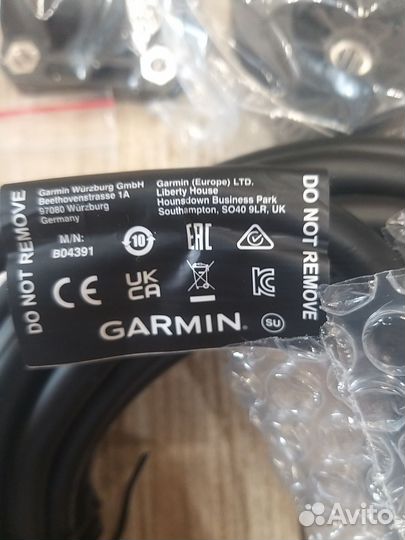 DO NOT REMOVE
Garmin Würzburg GmbH
Beethovenstrasse 1A
97080 Würzburg
Germany
Garmin (Europe) LTD.
Liberty House
Hounsdown Business Park
Southampton, SO40 9LR, UK
M/N:
B04391
10
EAC
CE
UK
CA
GARMIN
SU
DO NOT REMOVE
Avito